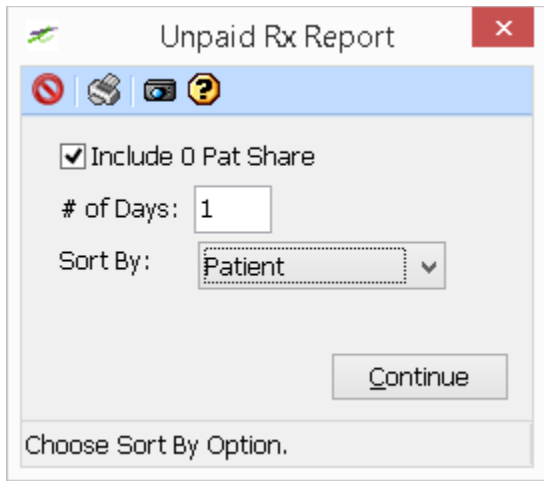 Unpaid Rx Report
Include 0 Pat Share
# of Days: 1
Sort By: Patient
Continue
Choose Sort By Option.